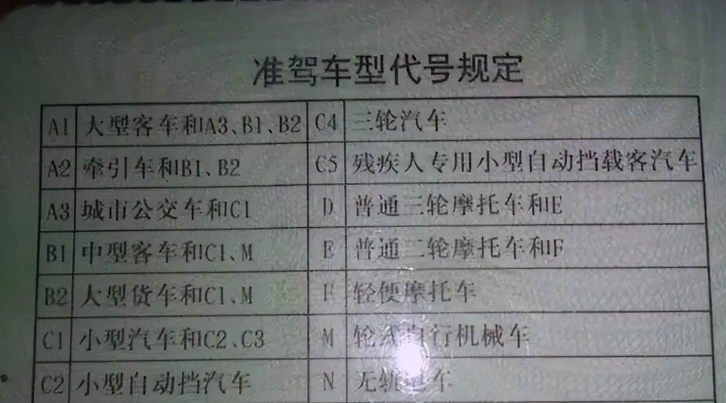 准驾车型代号规定
A1 大型客车和A3、B1、B2 C4 三轮汽车
A2 牵引车和B1、B2 C5 残疾人专用小型自动挡载客汽车
A3 城市公交车和C1 D 普通三轮摩托车和E
B1 中型客车和C1、M E 普通二轮摩托车和F
B2 大型货车和C1、M F 轻便摩托车
C1 小型汽车和C2、C3 M 轮式自行机械车
C2 小型自动挡汽车 N 无轨电车